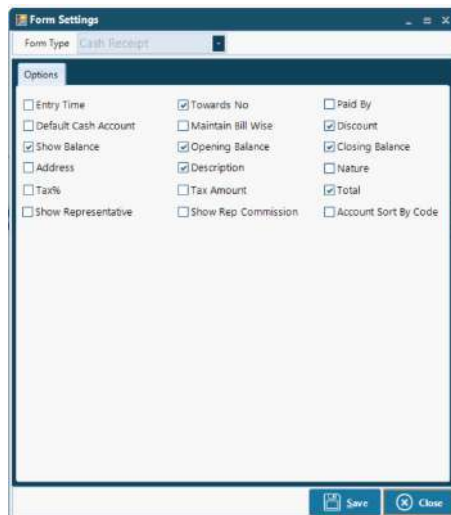 Form Settings
Form Type Cash Receipt
Options
Entry Time Towards No Paid By
Default Cash Account Maintain Bill Wise Discount
Show Balance Opening Balance Closing Balance
Address Description Nature
Tax% Tax Amount Total
Show Representative Show Rep Commission Account Sort By Code
Save Close